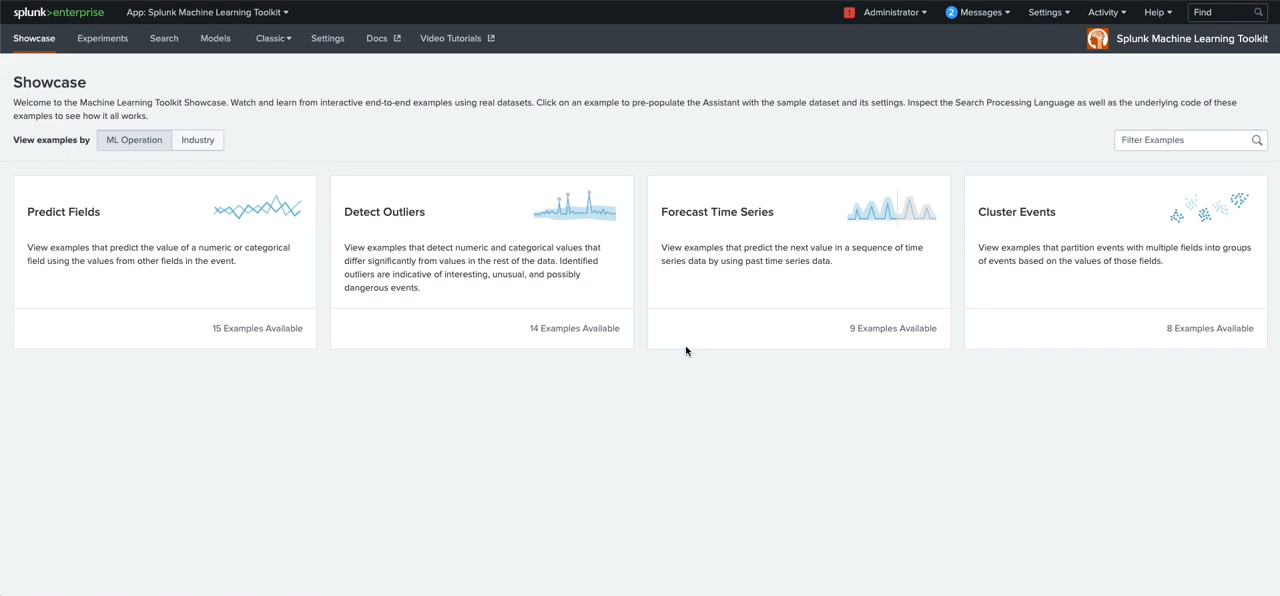 splunk>enterprise App: Splunk Machine Learning Toolkit ! Administrator 2 Messages Settings Activity Help Find
Showcase Experiments Search Models Classic Settings Docs Video Tutorials Splunk Machine Learning Toolkit
Showcase
Welcome to the Machine Learning Toolkit Showcase. Watch and learn from interactive end-to-end examples using real datasets. Click on an example to pre-populate the Assistant with the sample dataset and its settings. Inspect the Search Processing Language as well as the underlying code of these
examples to see how it all works.
View examples by ML Operation Industry Filter Examples
Predict Fields
View examples that predict the value of a numeric or categorical
field using the values from other fields in the event.
15 Examples Available
Detect Outliers
View examples that detect numeric and categorical values that
differ significantly from values in the rest of the data. Identified
outliers are indicative of interesting, unusual, and possibly
dangerous events.
14 Examples Available
Forecast Time Series
View examples that predict the next value in a sequence of time
series data by using past time series data.
9 Examples Available
Cluster Events
View examples that partition events with multiple fields into groups
of events based on the values of those fields.
8 Examples Available